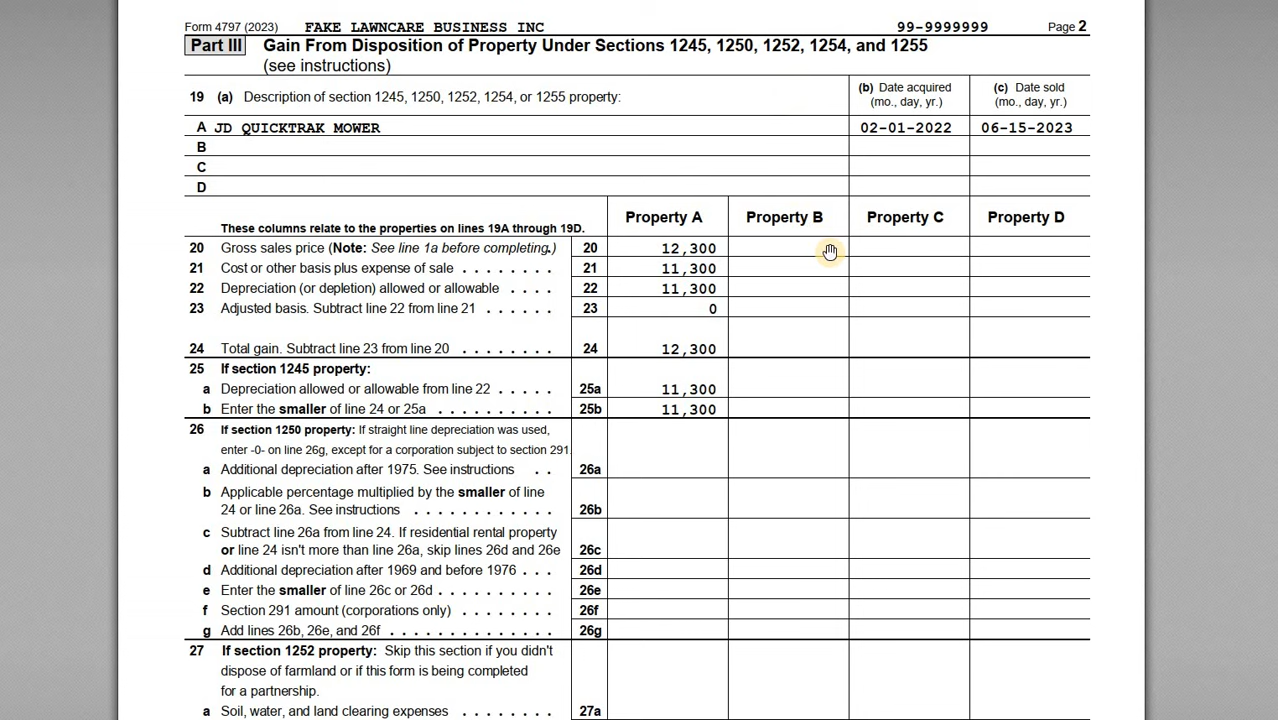 Form 4797 (2023) FAKE LAWNCARE BUSINESS INC 99-9999999 Page 2
Part III Gain From Disposition of Property Under Sections 1245, 1250, 1252, 1254, and 1255
(see instructions)
19 (a) Description of section 1245, 1250, 1252, 1254, or 1255 property: (b) Date acquired (mo., day, yr.) (c) Date sold (mo., day, yr.)
A JD QUICKTRAK MOWER 02-01-2022 06-15-2023
B
C
D
These columns relate to the properties on lines 19A through 19D. Property A Property B Property C Property D
20 Gross sales price (Note: See line 1a before completing.) 20 12,300
21 Cost or other basis plus expense of sale . . . . . . . . 21 11,300
22 Depreciation (or depletion) allowed or allowable . . . . 22 11,300
23 Adjusted basis. Subtract line 22 from line 21 . . . . . . 23 0
24 Total gain. Subtract line 23 from line 20 . . . . . . . . 24 12,300
25 If section 1245 property:
a Depreciation allowed or allowable from line 22 . . . . . 25a 11,300
b Enter the smaller of line 24 or 25a . . . . . . . . . . 25b 11,300
26 If section 1250 property: If straight line depreciation was used,
enter -0- on line 26g, except for a corporation subject to section 291.
a Additional depreciation after 1975. See instructions . . 26a
b Applicable percentage multiplied by the smaller of line
24 or line 26a. See instructions . . . . . . . . . . . . 26b
c Subtract line 26a from line 24. If residential rental property
or line 24 isn't more than line 26a, skip lines 26d and 26e 26c
d Additional depreciation after 1969 and before 1976 . . . 26d
e Enter the smaller of line 26c or 26d . . . . . . . . . . 26e
f Section 291 amount (corporations only) . . . . . . . . 26f
g Add lines 26b, 26e, and 26f . . . . . . . . . . . . . . 26g
27 If section 1252 property: Skip this section if you didn't
dispose of farmland or if this form is being completed
for a partnership.
a Soil, water, and land clearing expenses . . . . . . . . 27a